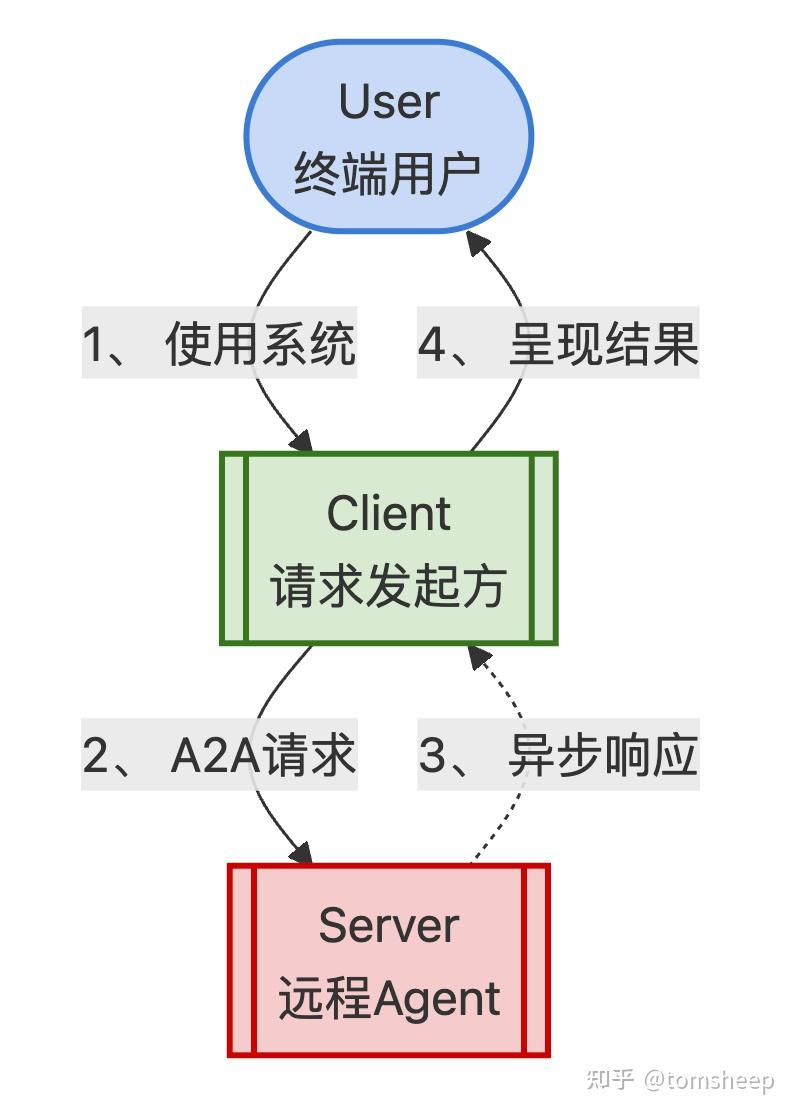 User
终端用户
1、 使用系统
4、 呈现结果
Client
请求发起方
2、 A2A请求
3、 异步响应
Server
远程Agent
知乎 @tomsheep